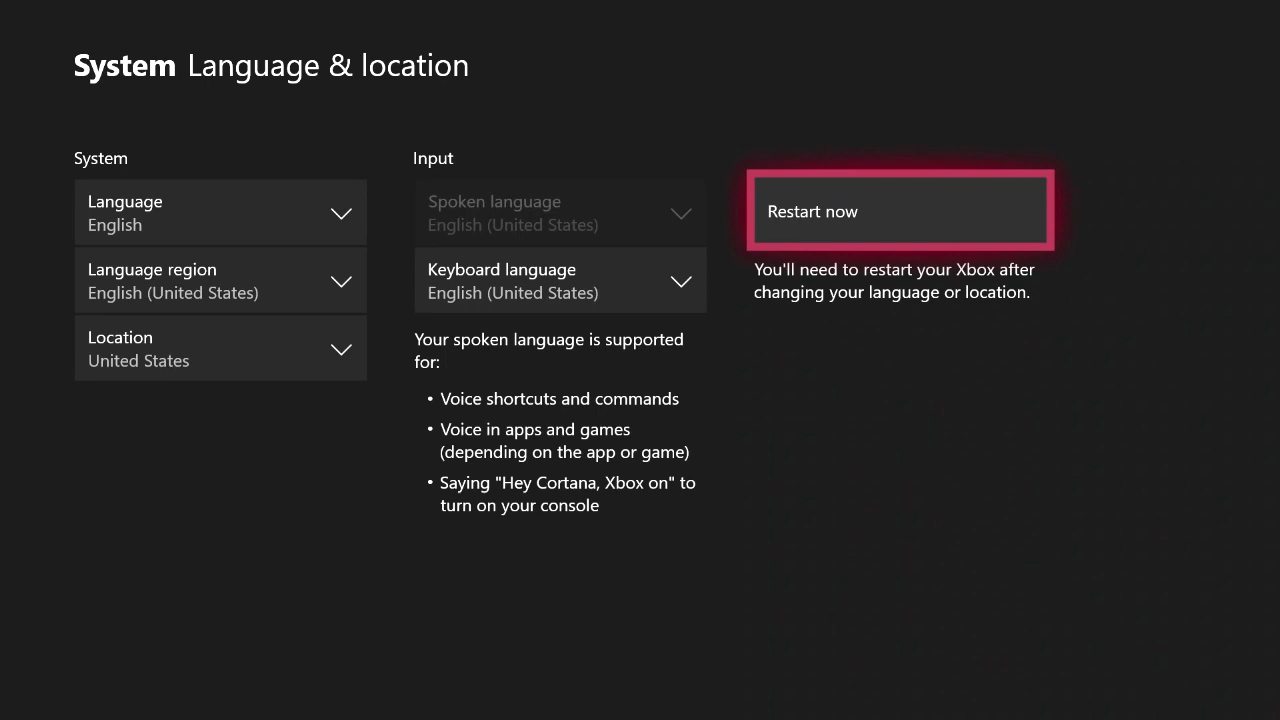 System Language & location
System
Language
English
Language region
English (United States)
Location
United States
Input
Spoken language
English (United States)
Keyboard language
English (United States)
Your spoken language is supported
for:
• Voice shortcuts and commands
• Voice in apps and games
(depending on the app or game)
• Saying "Hey Cortana, Xbox on" to
turn on your console
Restart now
You'll need to restart your Xbox after
changing your language or location.